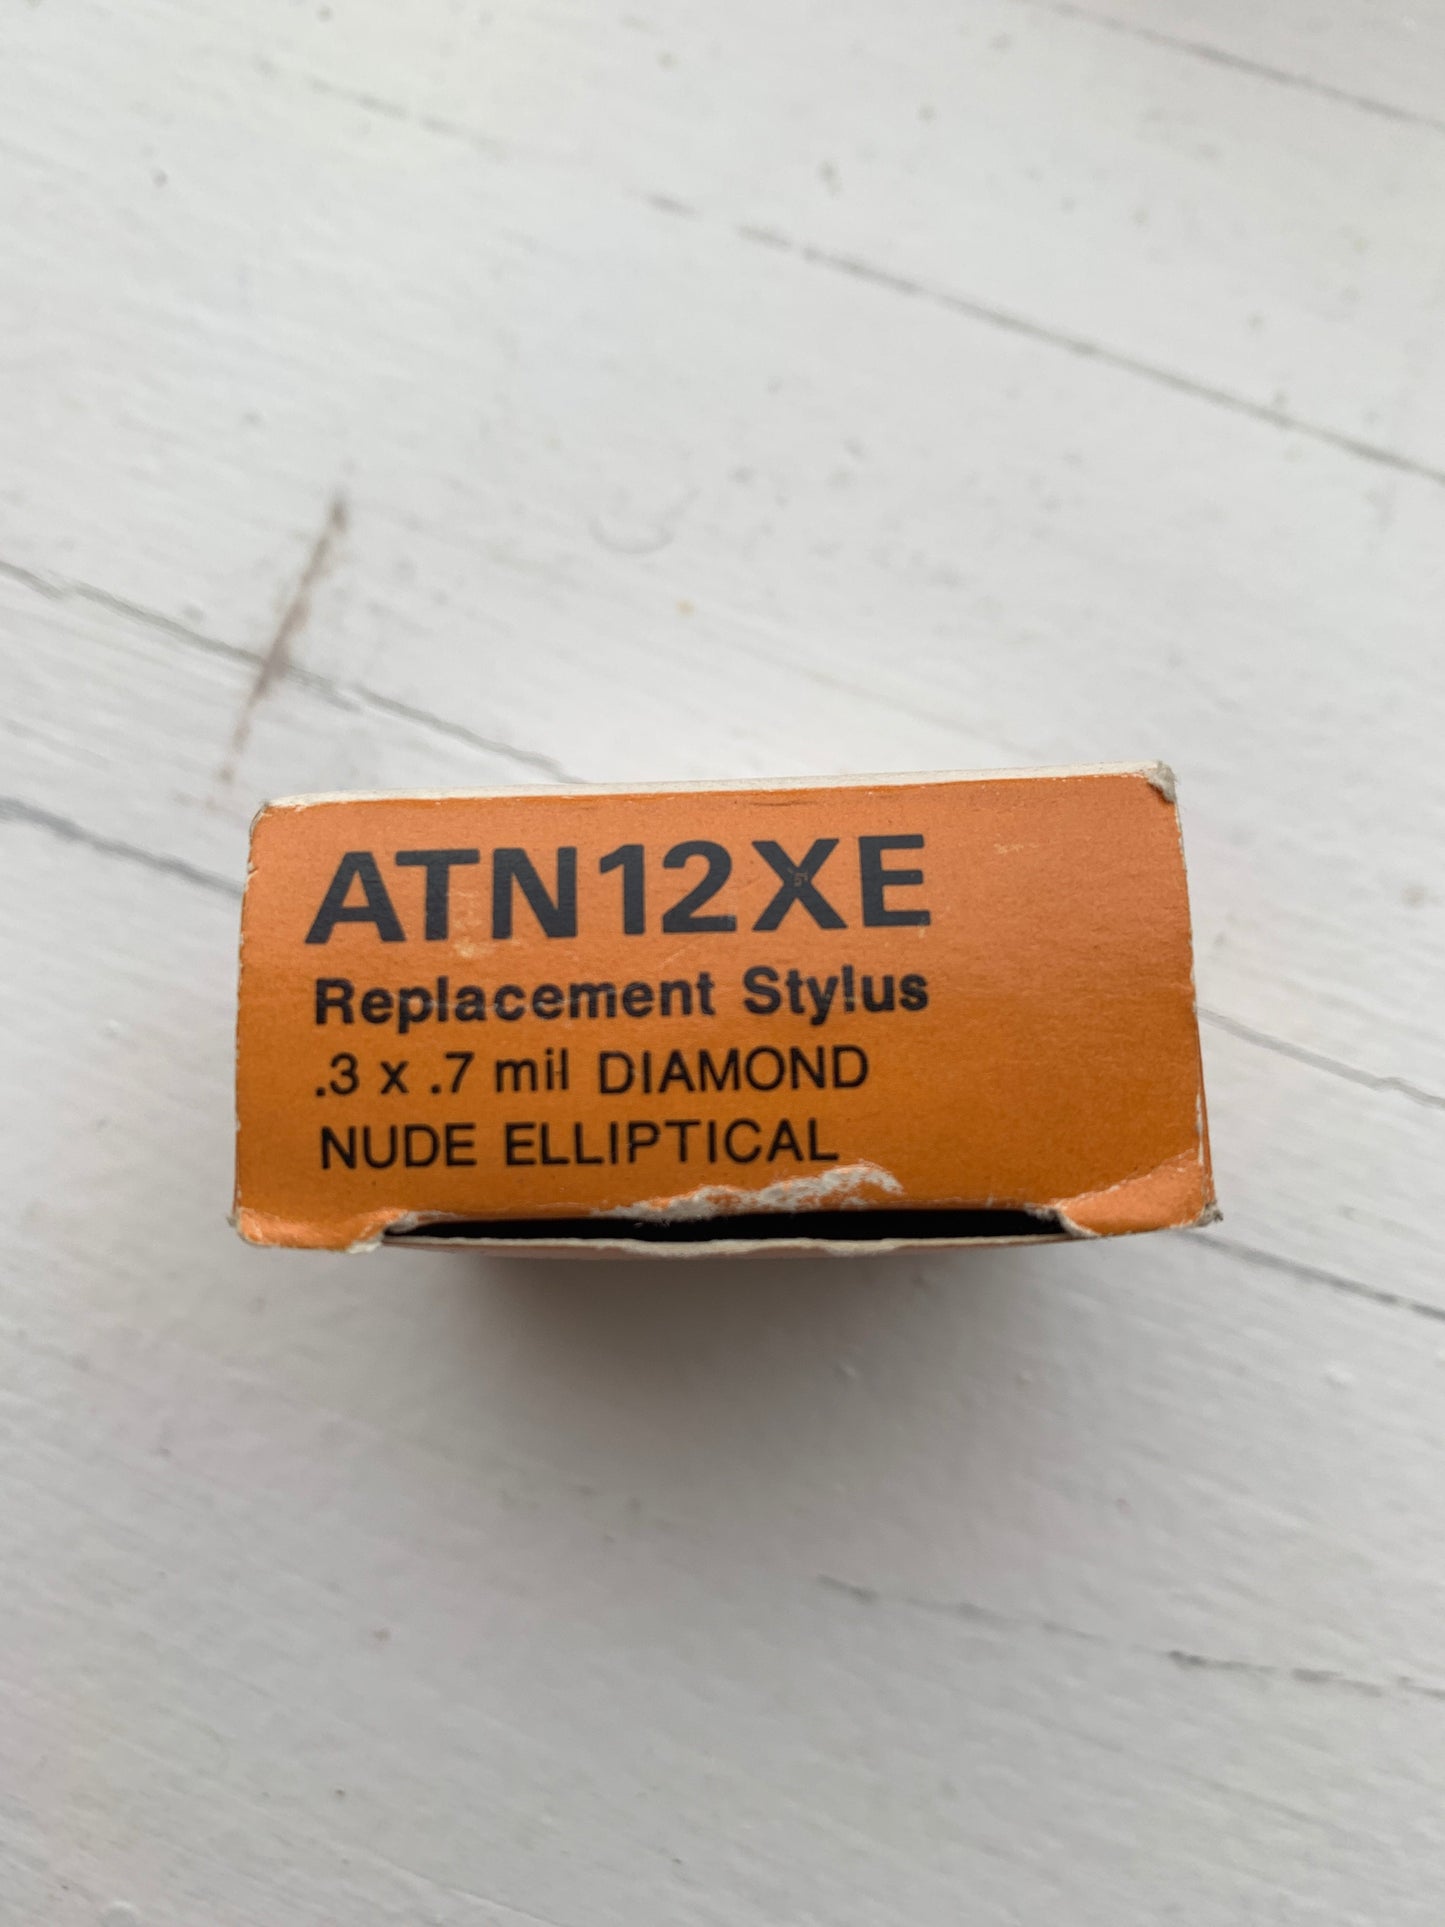 ATN12XE
Replacement Stylus
.3 x .7 mil DIAMOND
NUDE ELLIPTICAL